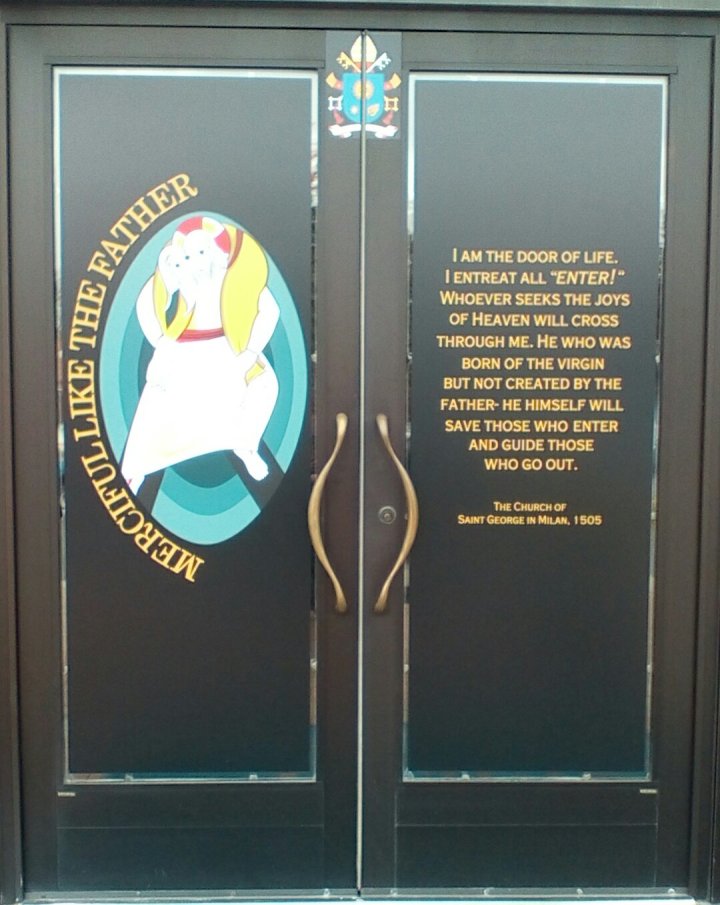 MERCIFUL LIKE THE FATHER
I AM THE DOOR OF LIFE.
I ENTREAT ALL "ENTER!"
WHOEVER SEEKS THE JOYS
OF HEAVEN WILL CROSS
THROUGH ME. HE WHO WAS
BORN OF THE VIRGIN
BUT NOT CREATED BY THE
FATHER- HE HIMSELF WILL
SAVE THOSE WHO ENTER
AND GUIDE THOSE
WHO GO OUT.
THE CHURCH OF
SAINT GEORGE IN MILAN, 1505